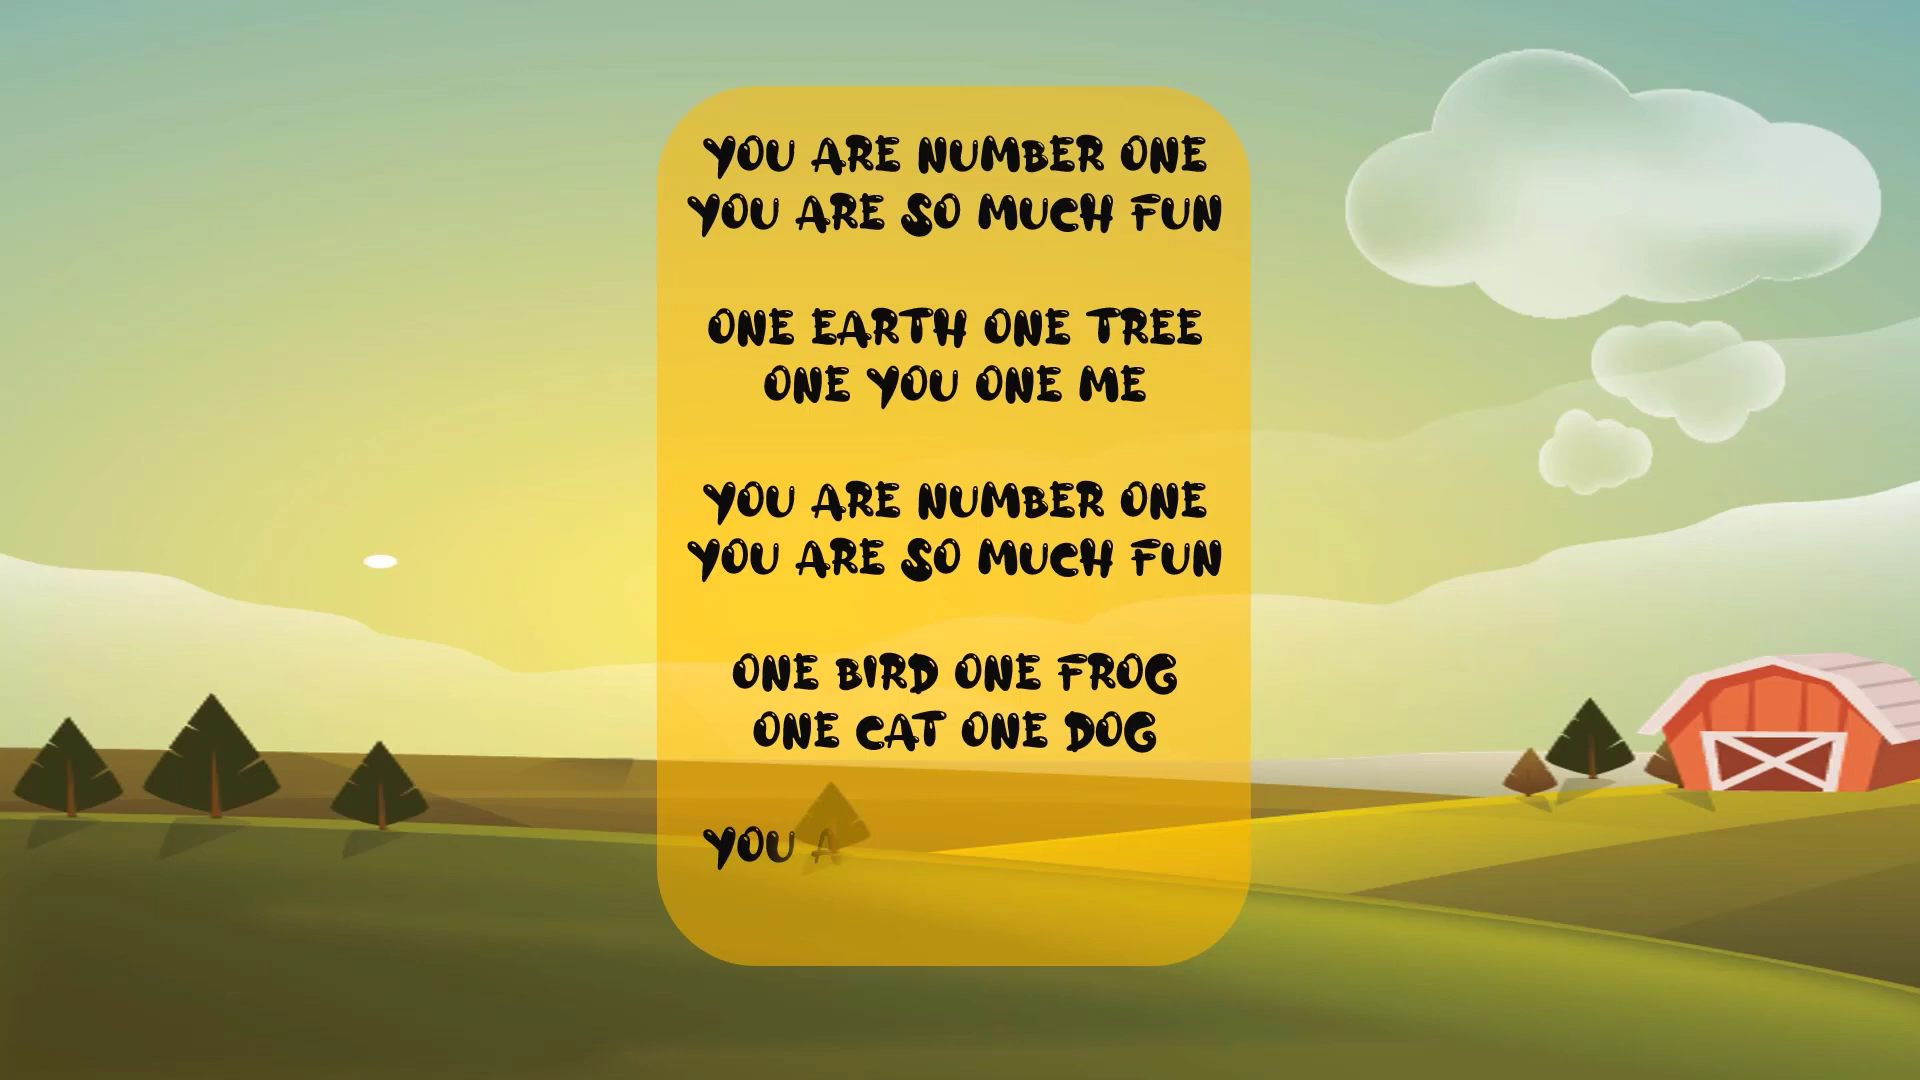 YOU ARE NUMBER ONE
YOU ARE SO MUCH FUN
ONE EARTH ONE TREE
ONE YOU ONE ME
YOU ARE NUMBER ONE
YOU ARE SO MUCH FUN
ONE BIRD ONE FROG
ONE CAT ONE DOG
YOU A